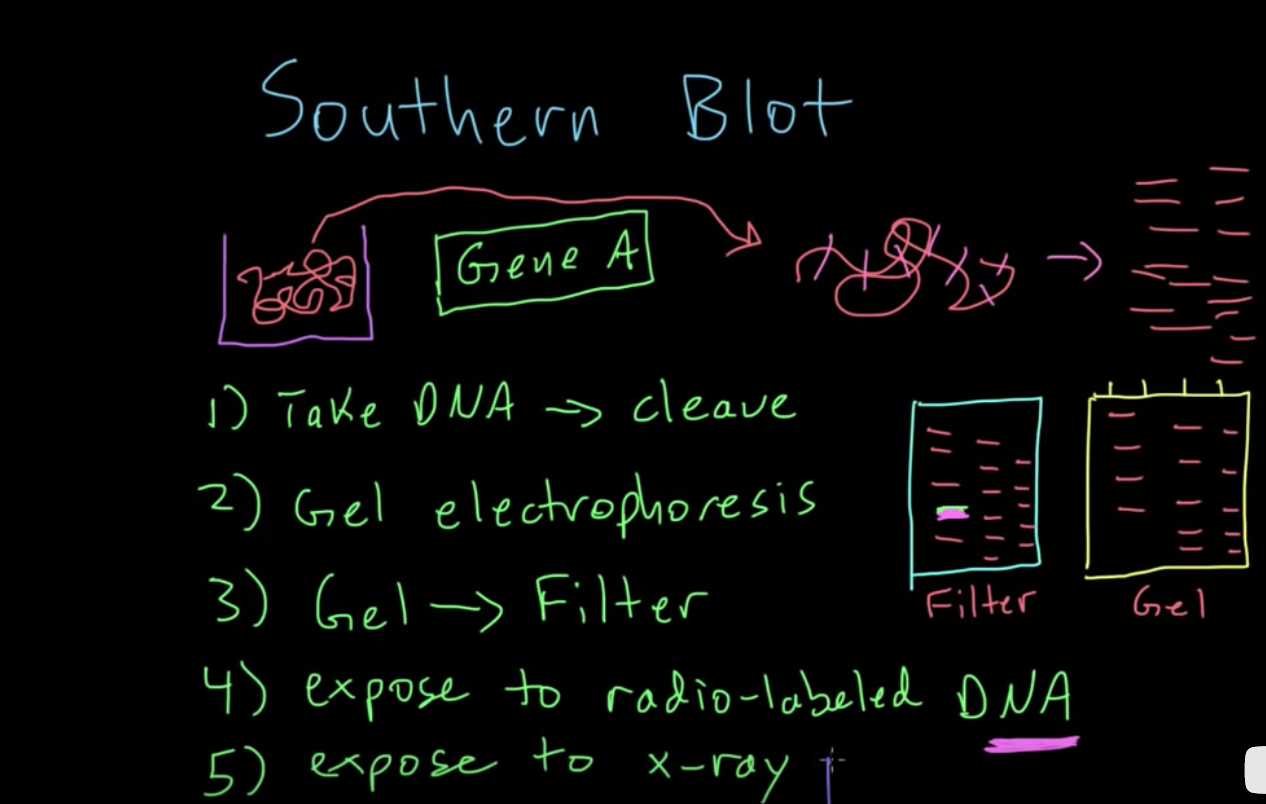 Southern Blot
Gene A
1) Take DNA → cleave
2) Gel electrophoresis
3) Gel → Filter
Filter
Gel
4) expose to radio-labeled DNA
5) expose to x-ray